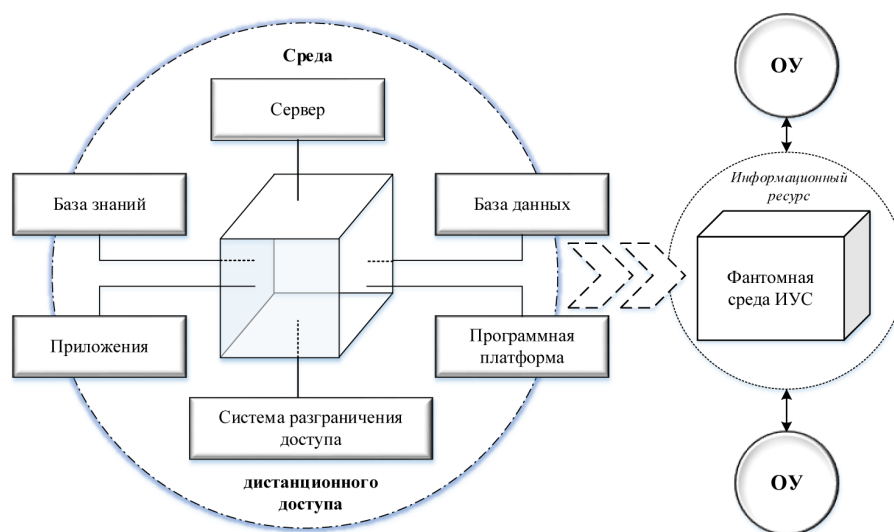 Среда
Сервер
База знаний
База данных
Приложения
Программная
платформа
Система разграничения
доступа
дистанционного
доступа
ОУ
Информационный
ресурс
Фантомная
среда ИУС
ОУ